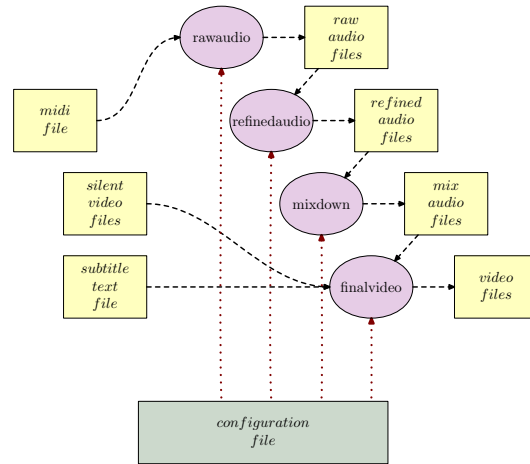 rawaudio
raw
audio
files
midi
file
refinedaudio
refined
audio
files
silent
video
files
mixdown
mix
audio
files
subtitle
text
file
finalvideo
video
files
configuration
file